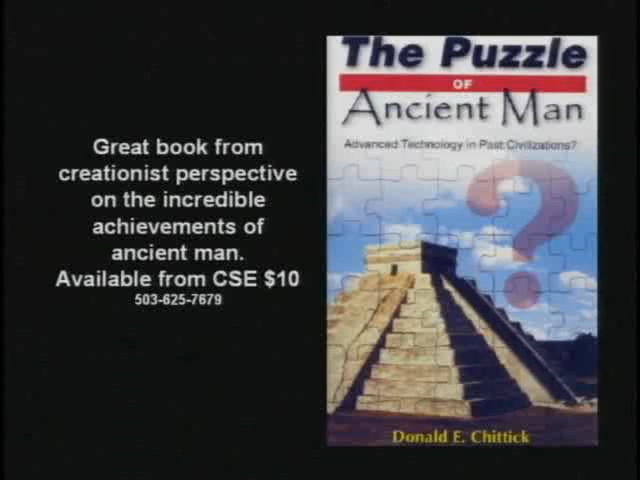 Great book from
creationist perspective
on the incredible
achievements of
ancient man.
Available from CSE $10
503-625-7679
The Puzzle
OF
Ancient Man
Advanced Technology in Past Civilizations?
Donald E. Chittick